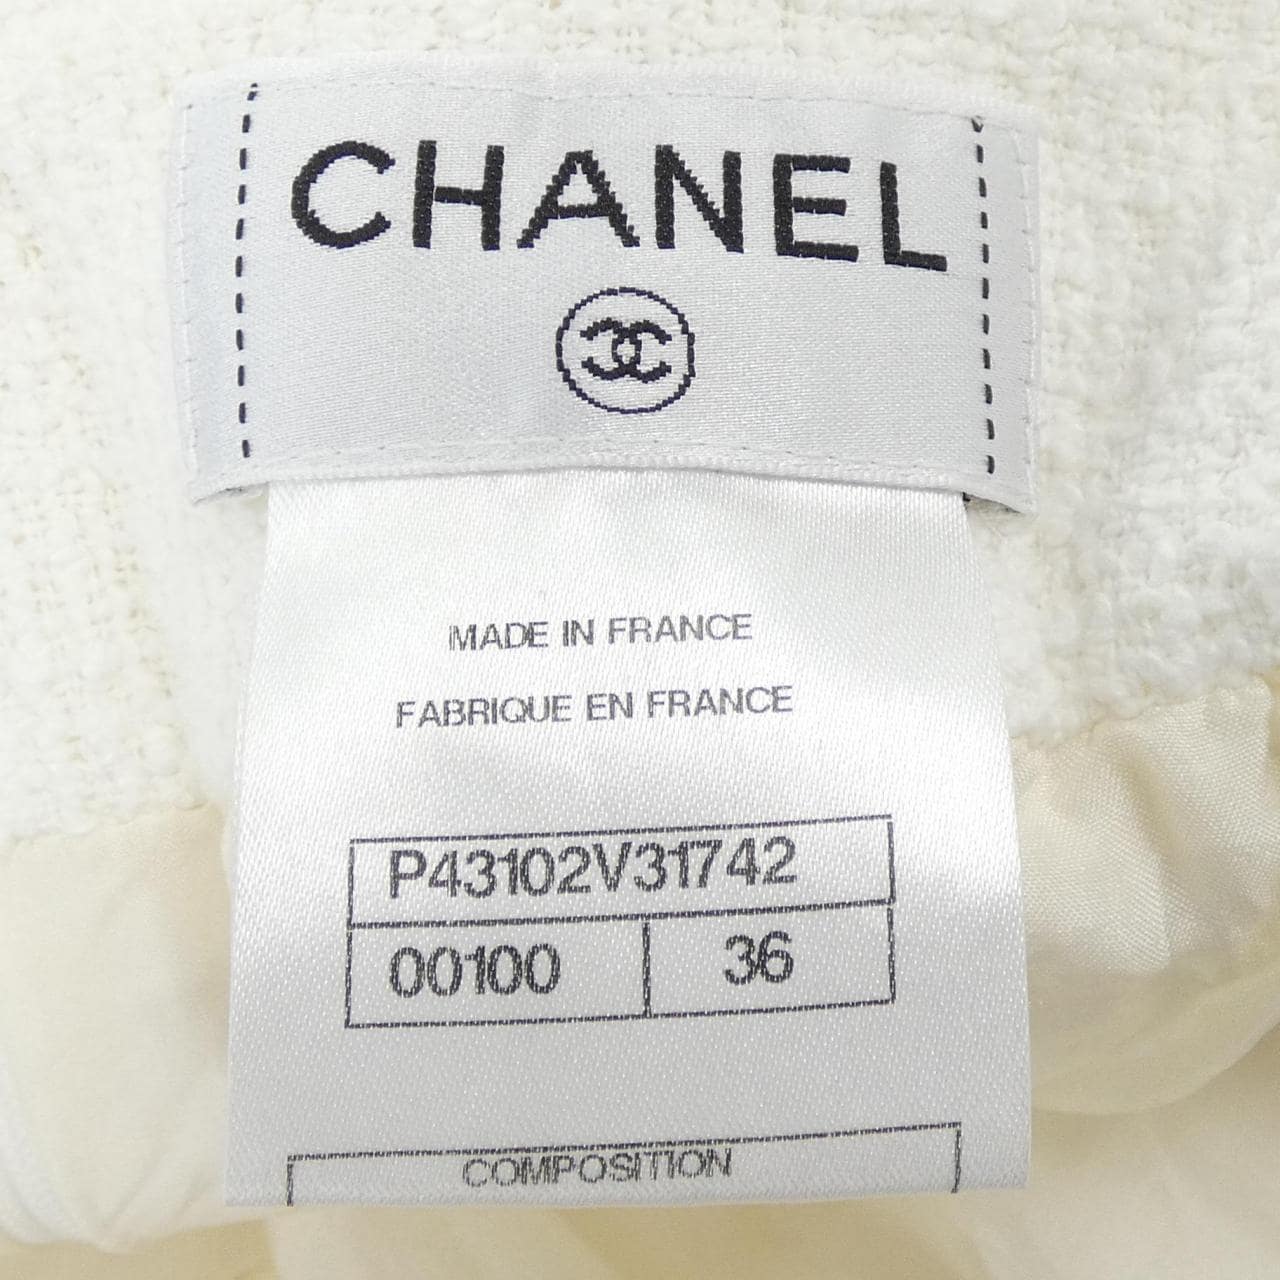 CHANEL
MADE IN FRANCE
FABRIQUE EN FRANCE
P43102V31742
00100 36
COMPOSITION